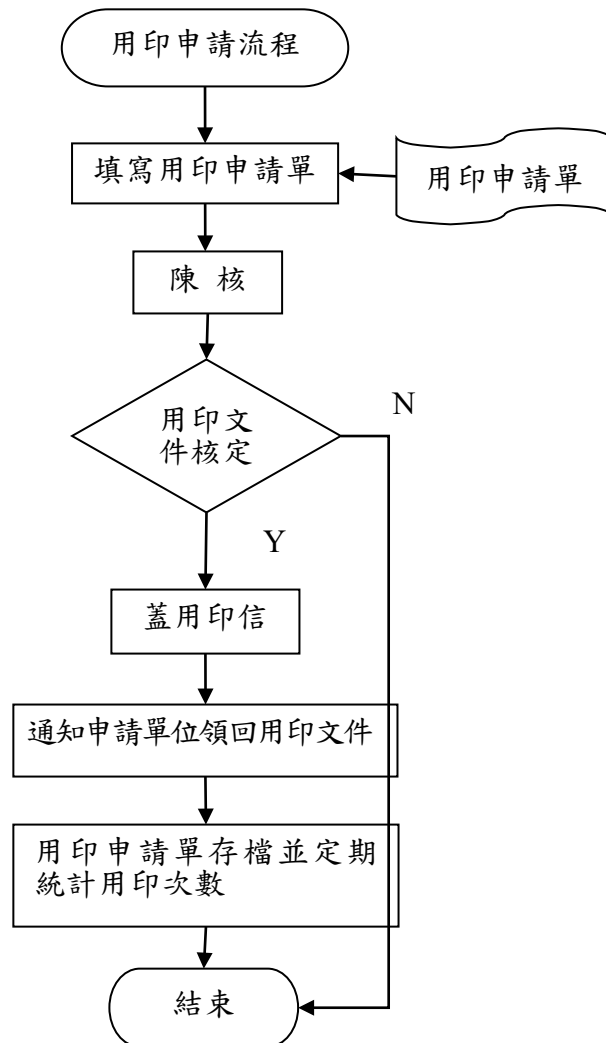 用印申請流程
填寫用印申請單
用印申請單
陳 核
用印文
件核定
N
Y
蓋用印信
通知申請單位領回用印文件
用印申請單存檔並定期
統計用印次數
結束